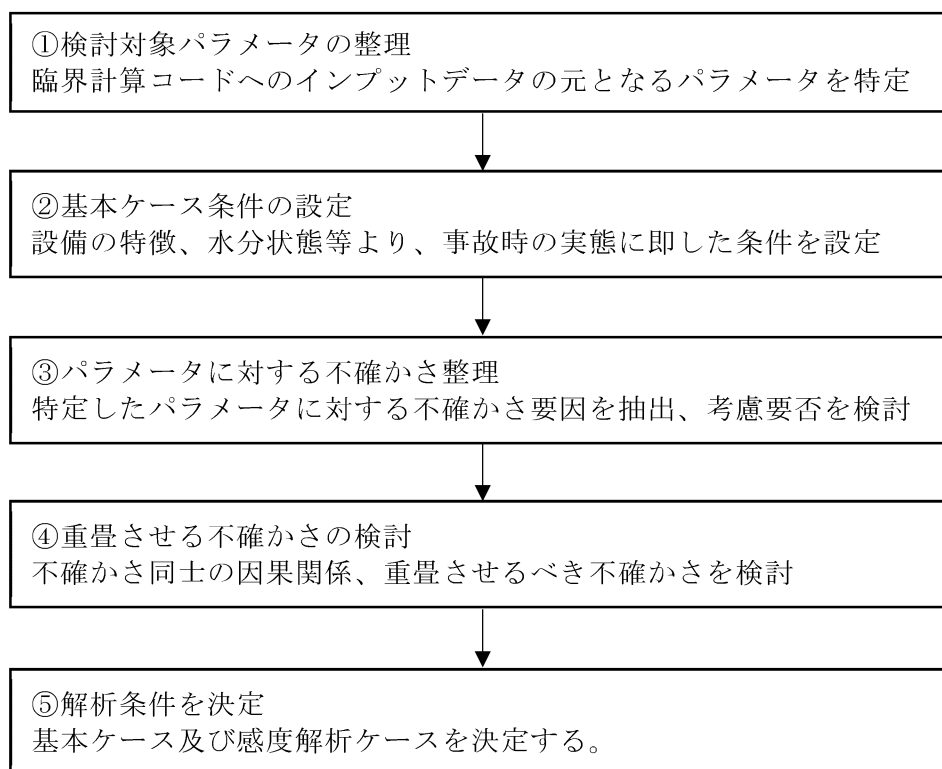 ①検討対象パラメータの整理
臨界計算コードへのインプットデータの元となるパラメータを特定
②基本ケース条件の設定
設備の特徴、水分状態等より、事故時の実態に即した条件を設定
③パラメータに対する不確かさ整理
特定したパラメータに対する不確かさ要因を抽出、考慮要否を検討
④重畳させる不確かさの検討
不確かさ同士の因果関係、重畳させるべき不確かさを検討
⑤解析条件を決定
基本ケース及び感度解析ケースを決定する。